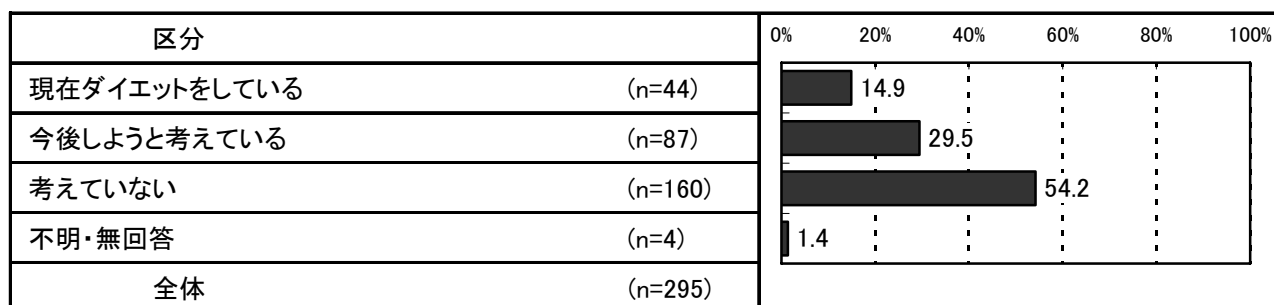 区分 0% 20% 40% 60% 80% 100%
現在ダイエットをしている (n=44) 14.9
今後しようと考えている (n=87) 29.5
考えていない (n=160) 54.2
不明・無回答 (n=4) 1.4
全体 (n=295)